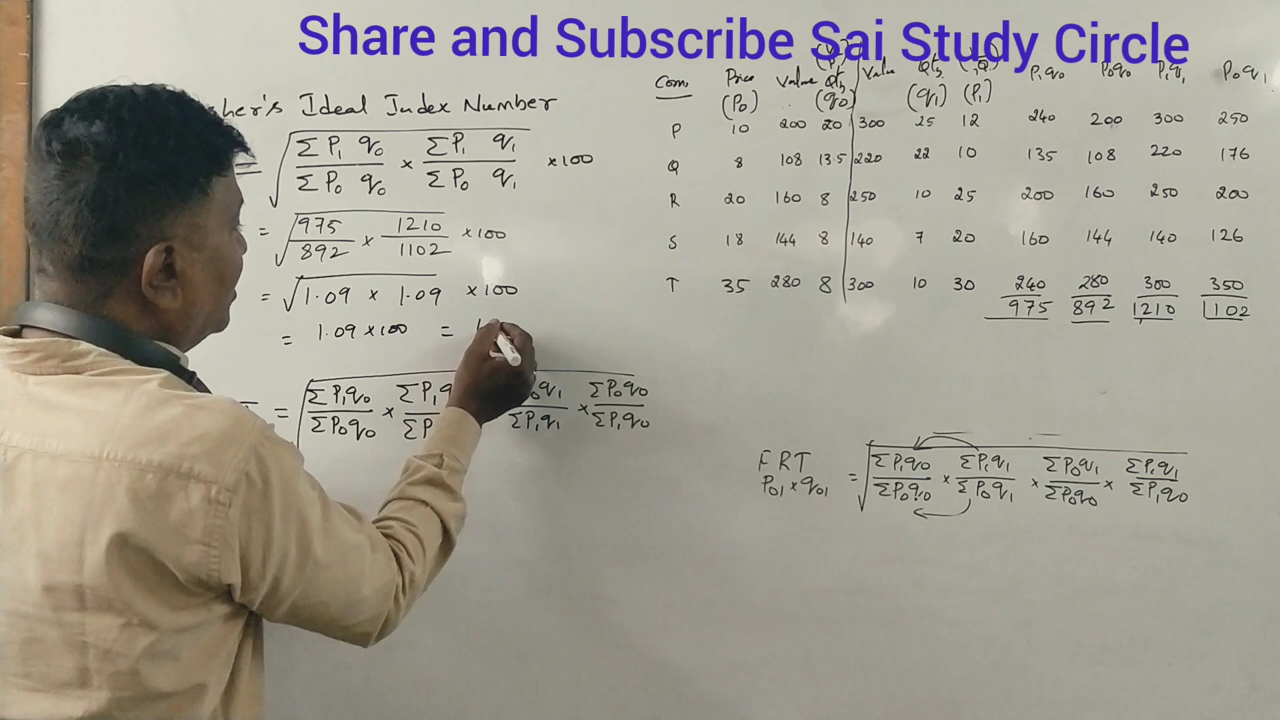 Share and Subscribe Sai Study Circle
her's Ideal Index Number
= √ ΣP₁ q₀ / ΣP₀ q₀ × ΣP₁ q₁ / ΣP₀ q₁ ×100
= √ 975 / 892 × 1210 / 1102 ×100
= √ 1.09 × 1.09 ×100
= 1.09 ×100 =
= √ ΣP₁q₀ / ΣP₀q₀ × ΣP₁q / ΣP q₁ / ΣP₁q₁ × ΣP₀q₀ / ΣP₁q₀
Com Price (P₀) Value Qty (q₀) Value Qty (q₁) (P₁) P₁q₀ P₀q₀ P₁q₁ P₀q₁
P 10 200 20 300 25 12 240 200 300 250
Q 8 108 13.5 220 22 10 135 108 220 176
R 20 160 8 250 10 25 200 160 250 200
S 18 144 8 140 7 20 160 144 140 126
T 35 280 8 300 10 30 240 280 300 350
975 892 1210 1102
FRT
P₀₁ × q₀₁ = √ ΣP₁q₀ / ΣP₀q₀ × ΣP₁q₁ / ΣP₀q₁ × ΣP₀q₁ / ΣP₀q₀ × ΣP₁q₁ / ΣP₁q₀